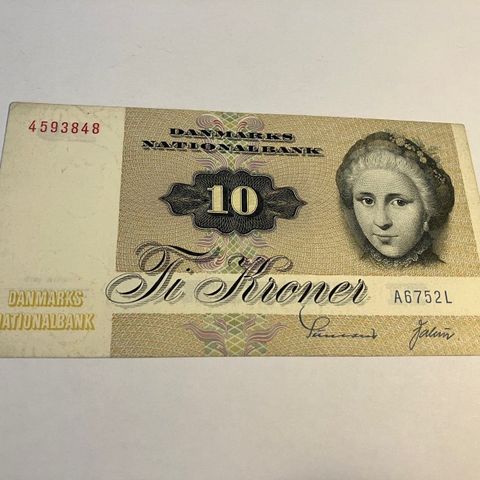 4593848
DANMARKS
NATIONALBANK
10
Ti Kroner
A6752L
DANMARKS
NATIONALBANK